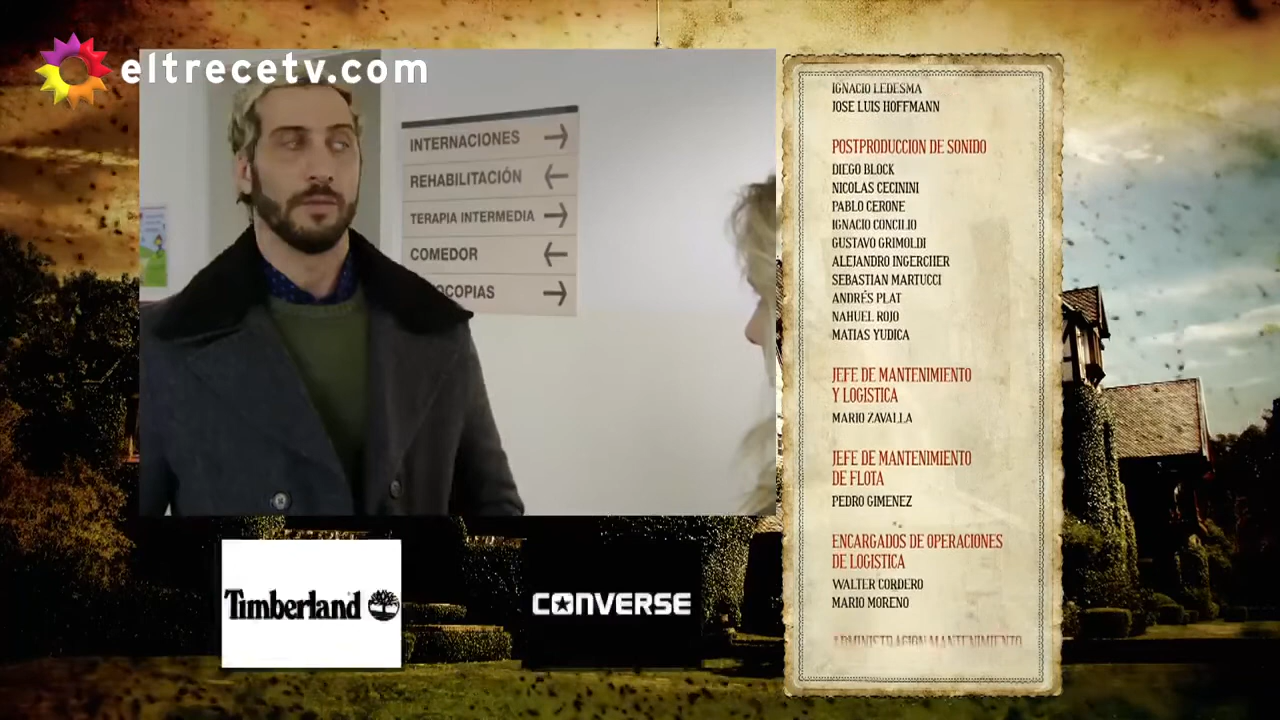 eltrecetv.com
INTERNACIONES
REHABILITACIÓN
TERAPIA INTERMEDIA
COMEDOR
OCOPIAS
Timberland
CONVERSE
IGNACIO LEDESMA
JOSE LUIS HOFFMANN
POSTPRODUCCION DE SONIDO
DIEGO BLOCK
NICOLAS CECININI
PABLO CERONE
IGNACIO CONCILIO
GUSTAVO GRIMOLDI
ALEJANDRO INGERCHER
SEBASTIAN MARTUCCI
ANDRÉS PLAT
NAHUEL ROJO
MATIAS YUDICA
JEFE DE MANTENIMIENTO
Y LOGISTICA
MARIO ZAVALLA
JEFE DE MANTENIMIENTO
DE FLOTA
PEDRO GIMENEZ
ENCARGADOS DE OPERACIONES
DE LOGISTICA
WALTER CORDERO
MARIO MORENO
ADMINISTRACION MANTENIMIENTO